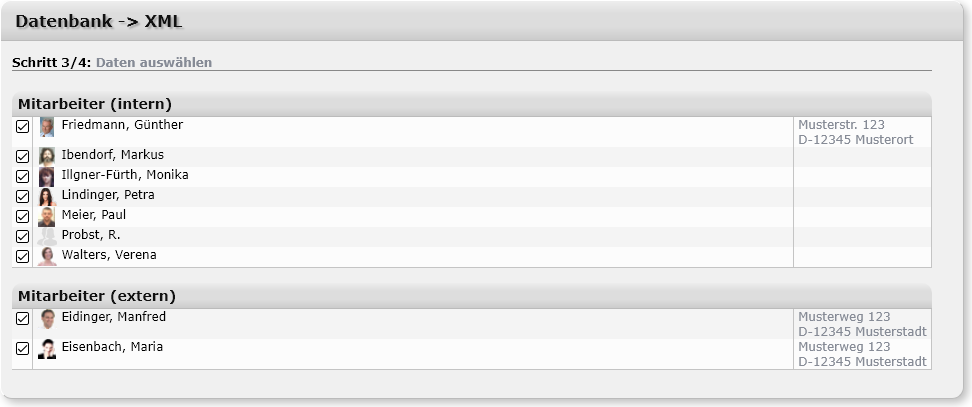 Datenbank -> XML
Schritt 3/4: Daten auswählen
Mitarbeiter (intern)
Friedmann, Günther Musterstr. 123
D-12345 Musterort
Ibendorf, Markus
Illgner-Fürth, Monika
Lindinger, Petra
Meier, Paul
Probst, R.
Walters, Verena
Mitarbeiter (extern)
Eidinger, Manfred Musterweg 123
D-12345 Musterstadt
Eisenbach, Maria Musterweg 123
D-12345 Musterstadt